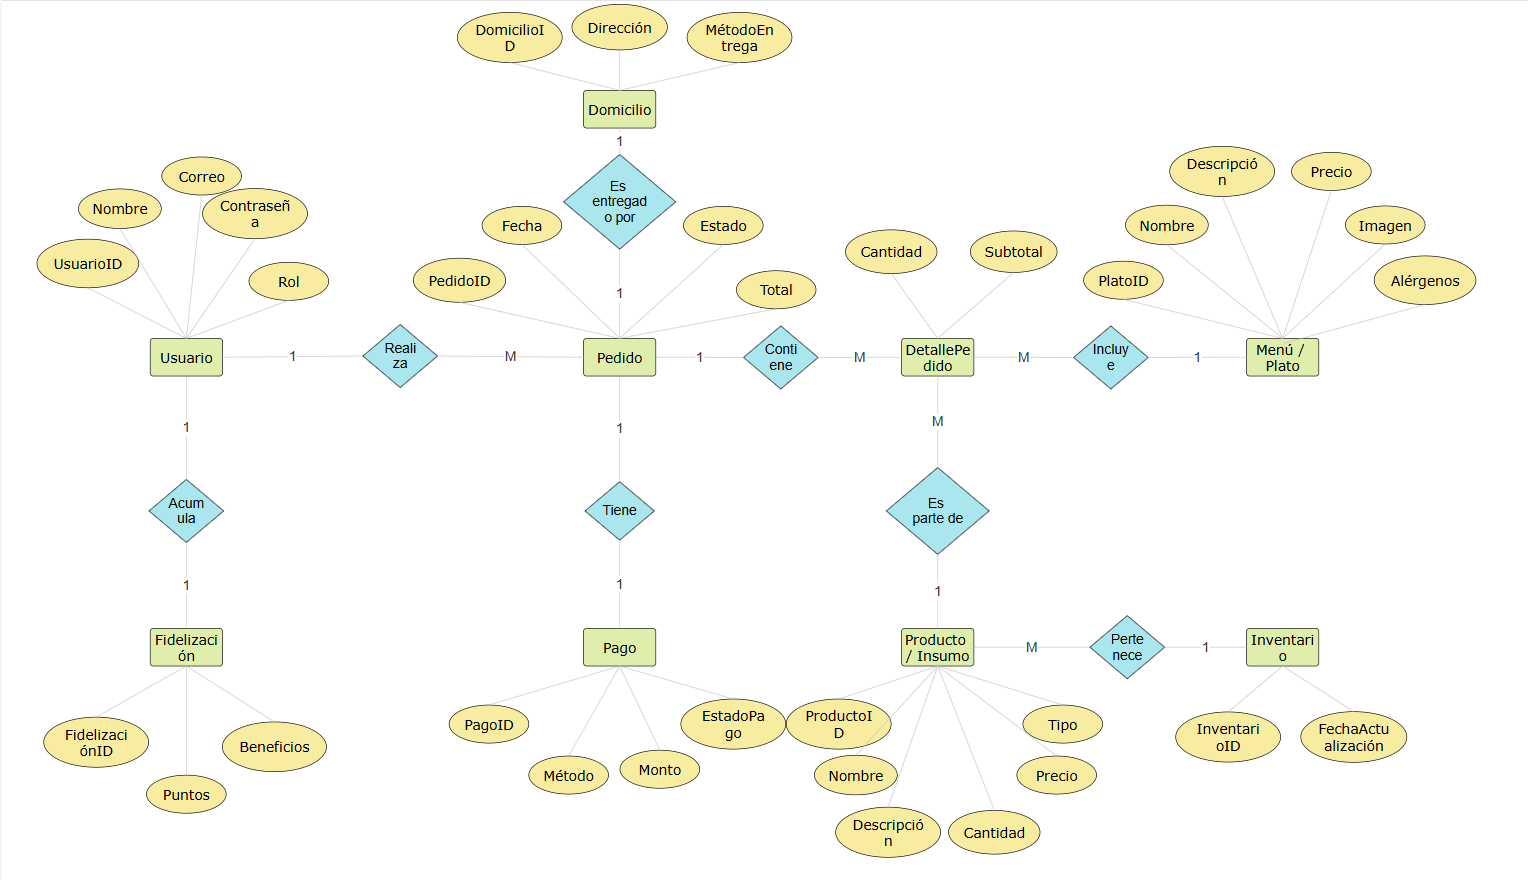 DomicilioI
D
Dirección
MétodoEn
trega
Domicilio
1
Es
entregad
o por
1
Correo
Nombre
Contraseñ
a
UsuarioID
Rol
Fecha
Estado
PedidoID
Total
Cantidad
Subtotal
Descripció
n
Precio
Nombre
Imagen
PlatoID
Alérgenos
Usuario
1
Reali
za
M
Pedido
1
Conti
ene
M
DetallePe
dido
M
Incluy
e
1
Menú /
Plato
1
Acum
ula
1
1
Tiene
1
M
Es
parte de
1
Fidelizaci
ón
Pago
Producto
/ Insumo
M
Perte
nece
1
Inventari
o
Fidelizaci
ónID
Puntos
Beneficios
PagoID
Método
Monto
EstadoPa
go
ProductoI
D
Nombre
Descripció
n
Cantidad
Precio
Tipo
Inventari
oID
FechaActu
alización